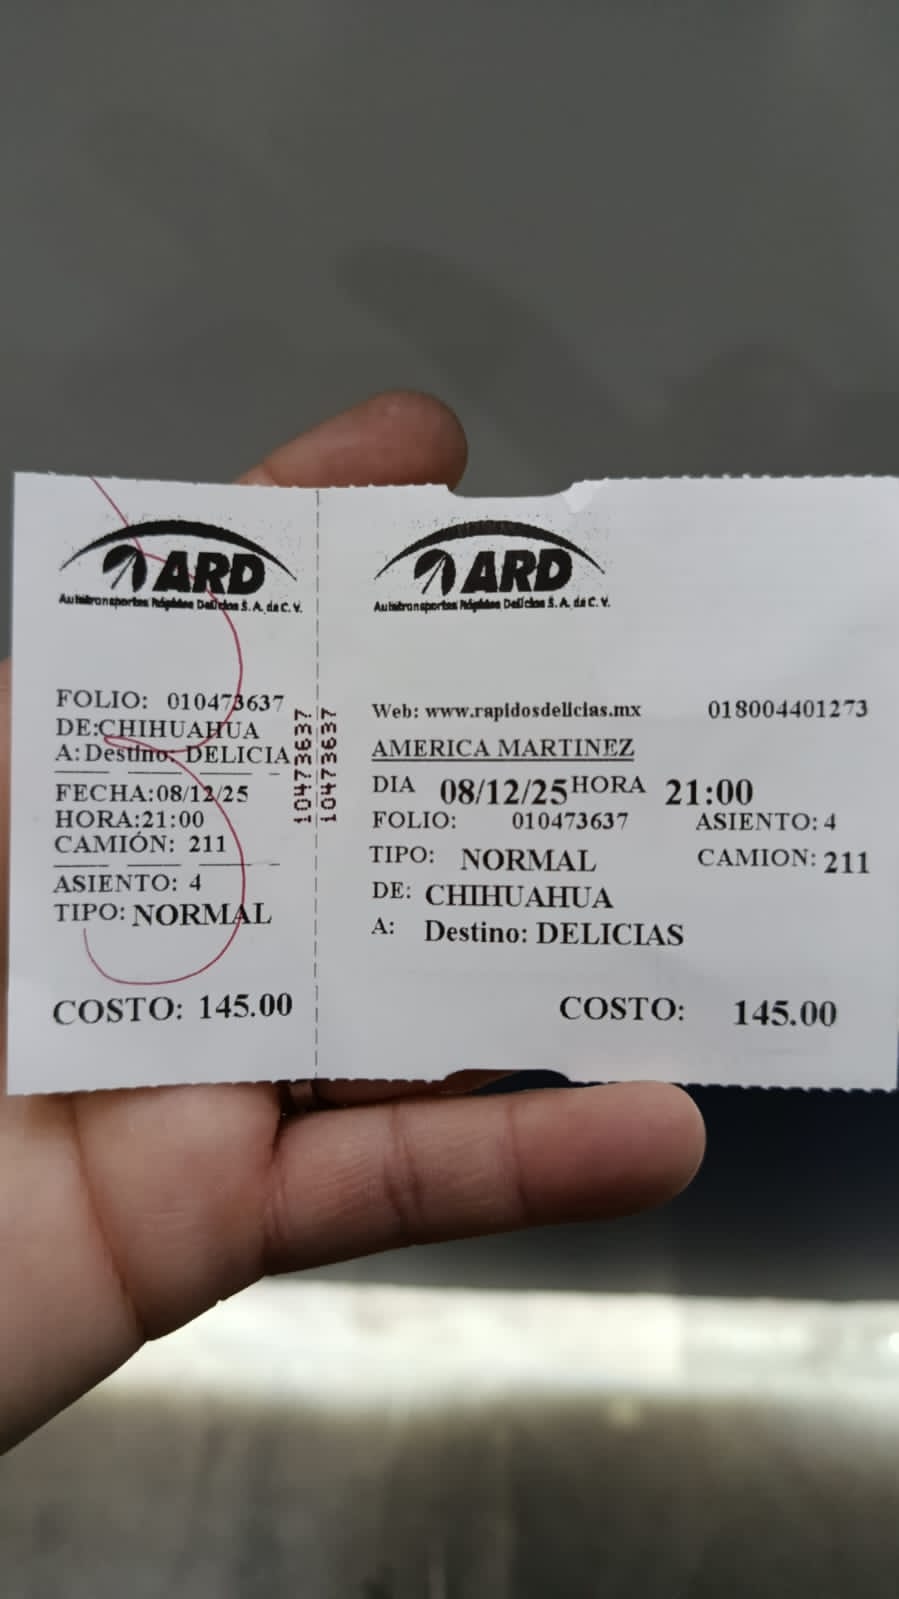 ARD
Autotransportes Rápidos Delicias S. A. de C. V.
FOLIO: 010473637
DE:CHIHUAHUA
A:Destino: DELICIA
FECHA:08/12/25
HORA:21:00
CAMIÓN: 211
ASIENTO: 4
TIPO: NORMAL
COSTO: 145.00
10473637
10473637
ARD
Autotransportes Rápidos Delicias S. A. de C. V.
Web: www.rapidosdelicias.mx 018004401273
AMERICA MARTINEZ
DIA 08/12/25 HORA 21:00
FOLIO: 010473637 ASIENTO: 4
TIPO: NORMAL CAMION: 211
DE: CHIHUAHUA
A: Destino: DELICIAS
COSTO: 145.00